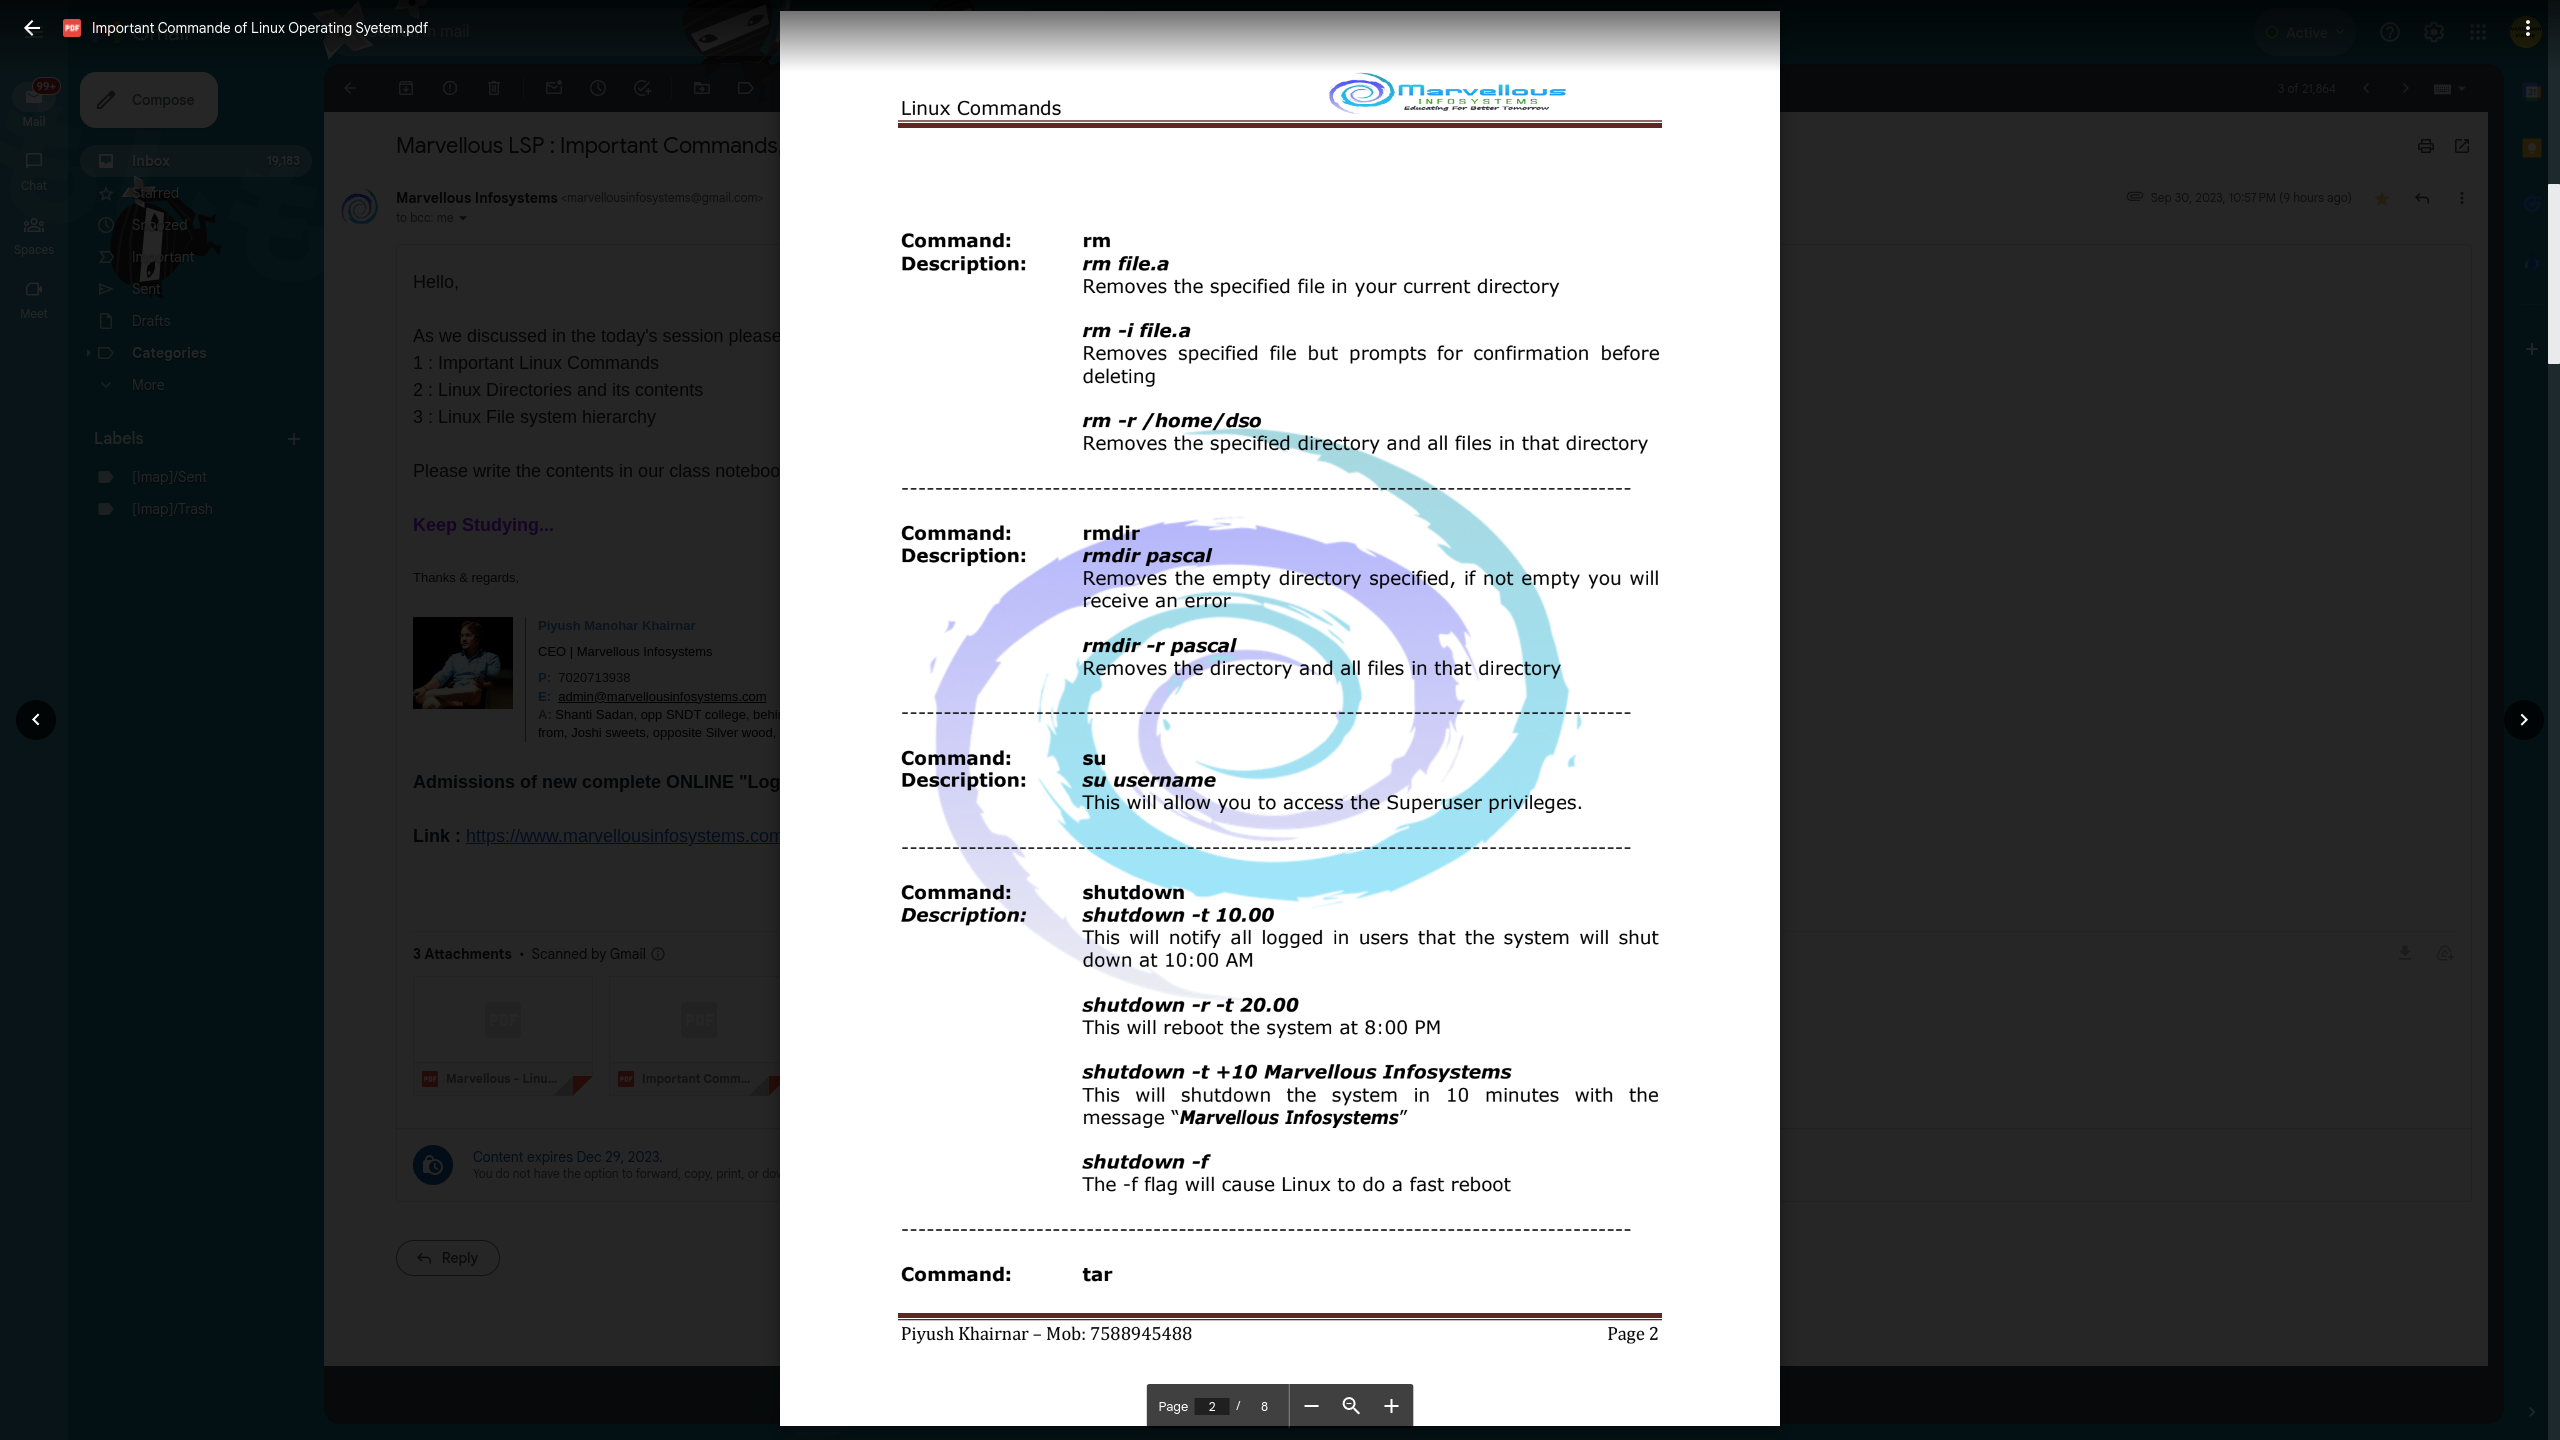 Important Commande of Linux Operating Syetem.pdf
mail
Active
99+
Mail
Chat
Spaces
Meet
Compose
Inbox 19,183
Starred
Snoozed
Important
Sent
Drafts
Categories
More
Labels
[Imap]/Sent
[Imap]/Trash
3 of 21,864
Marvellous LSP : Important Commands
Marvellous Infosystems <marvellousinfosystems@gmail.com>
to bcc: me
Sep 30, 2023, 10:57 PM (9 hours ago)
Hello,
As we discussed in the today's session please
1 : Important Linux Commands
2 : Linux Directories and its contents
3 : Linux File system hierarchy
Please write the contents in our class noteboo
Keep Studying...
Thanks & regards,
Piyush Manohar Khairnar
CEO | Marvellous Infosystems
P: 7020713938
E: admin@marvellousinfosystems.com
A: Shanti Sadan, opp SNDT college, behi
from, Joshi sweets, opposite Silver wood,
Admissions of new complete ONLINE "Log
Link : https://www.marvellousinfosystems.com
3 Attachments • Scanned by Gmail
PDF
PDF
Marvellous - Linu...
Important Comm...
Content expires Dec 29, 2023.
You do not have the option to forward, copy, print, or dow
Reply
Linux Commands
Marvellous
INFOSYSTEMS
Educating For Better Tomorrow
Command: rm
Description: rm file.a
Removes the specified file in your current directory
rm -i file.a
Removes specified file but prompts for confirmation before
deleting
rm -r /home/dso
Removes the specified directory and all files in that directory
--------------------------------------------------------------------------------------
Command: rmdir
Description: rmdir pascal
Removes the empty directory specified, if not empty you will
receive an error
rmdir -r pascal
Removes the directory and all files in that directory
--------------------------------------------------------------------------------------
Command: su
Description: su username
This will allow you to access the Superuser privileges.
--------------------------------------------------------------------------------------
Command: shutdown
Description: shutdown -t 10.00
This will notify all logged in users that the system will shut
down at 10:00 AM
shutdown -r -t 20.00
This will reboot the system at 8:00 PM
shutdown -t +10 Marvellous Infosystems
This will shutdown the system in 10 minutes with the
message “Marvellous Infosystems”
shutdown -f
The -f flag will cause Linux to do a fast reboot
--------------------------------------------------------------------------------------
Command: tar
Piyush Khairnar – Mob: 7588945488 Page 2
Page 2 / 8